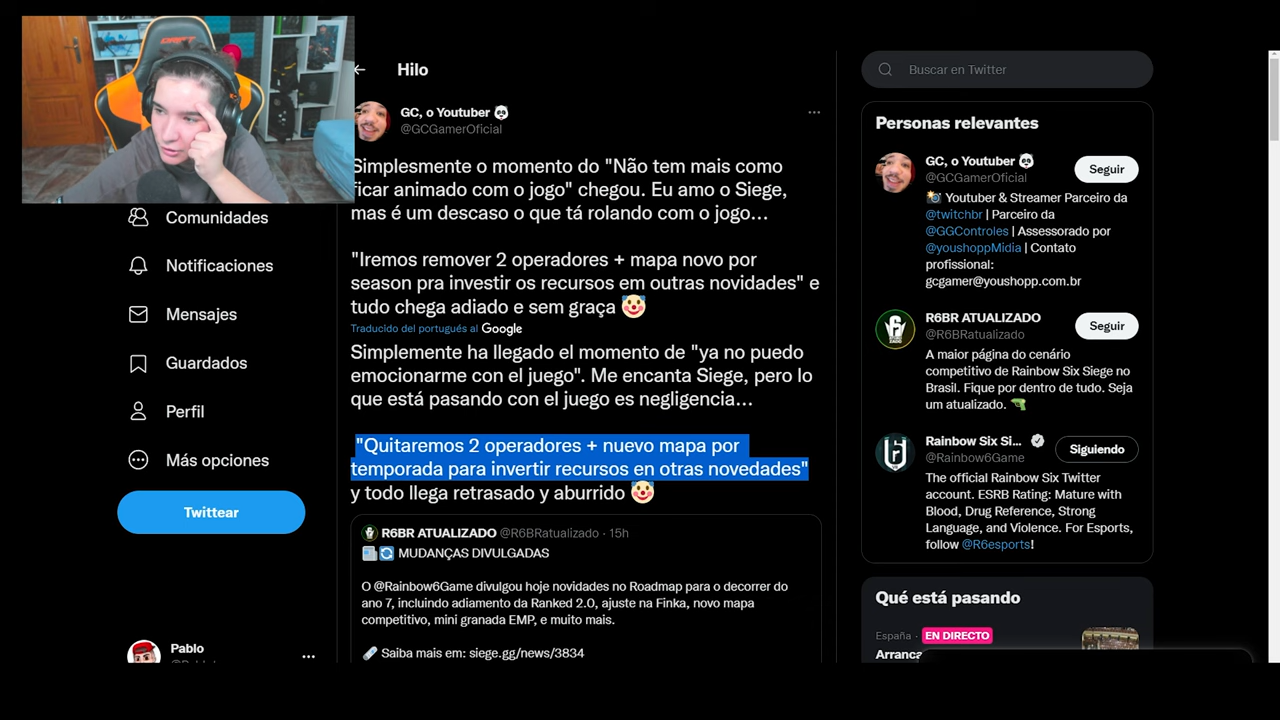 Hilo
GC, o Youtuber 🐼
@GCGamerOficial
Simplesmente o momento do "Não tem mais como
ficar animado com o jogo" chegou. Eu amo o Siege,
mas é um descaso o que tá rolando com o jogo...
"Iremos remover 2 operadores + mapa novo por
season pra investir os recursos em outras novidades" e
tudo chega adiado e sem graça 🤡
Traducido del portugués al Google
Simplemente ha llegado el momento de "ya no puedo
emocionarme con el juego". Me encanta Siege, pero lo
que está pasando con el juego es negligencia...
"Quitaremos 2 operadores + nuevo mapa por
temporada para invertir recursos en otras novedades"
y todo llega retrasado y aburrido 🤡
R6BR ATUALIZADO @R6BRatualizado · 15h
📰🔄 MUDANÇAS DIVULGADAS
O @Rainbow6Game divulgou hoje novidades no Roadmap para o decorrer do
ano 7, incluindo adiamento da Ranked 2.0, ajuste na Finka, novo mapa
competitivo, mini granada EMP, e muito mais.
🗞️ Saiba mais em: siege.gg/news/3834
Comunidades
Notificaciones
Mensajes
Guardados
Perfil
Más opciones
Twittear
Pablo
Buscar en Twitter
Personas relevantes
GC, o Youtuber 🐼
@GCGamerOficial
Seguir
📸 Youtuber & Streamer Parceiro da
@twitchbr | Parceiro da
@GGControles | Assessorado por
@youshoppMidia | Contato
profissional:
gcgamer@youshopp.com.br
R6BR ATUALIZADO
@R6BRatualizado
Seguir
A maior página do cenário
competitivo de Rainbow Six Siege no
Brasil. Fique por dentro de tudo. Seja
um atualizado. 🔫
Rainbow Six Si...
@Rainbow6Game
Siguiendo
The official Rainbow Six Twitter
account. ESRB Rating: Mature with
Blood, Drug Reference, Strong
Language, and Violence. For Esports,
follow @R6esports!
Qué está pasando
España · EN DIRECTO